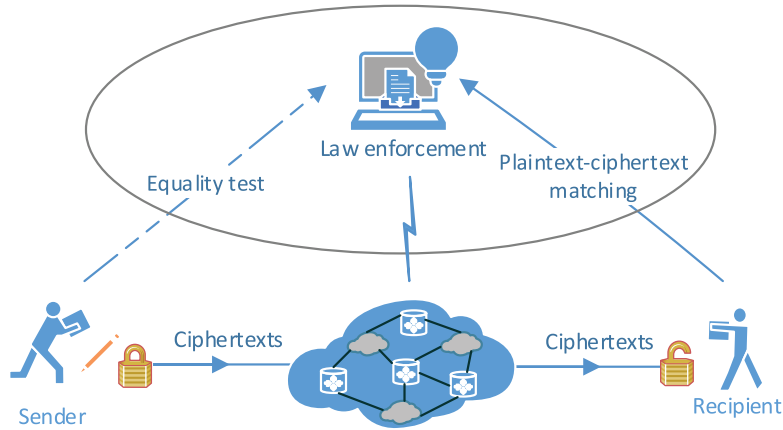 Law enforcement
Equality test
Plaintext-ciphertext
matching
Ciphertexts
Ciphertexts
Sender
Recipient